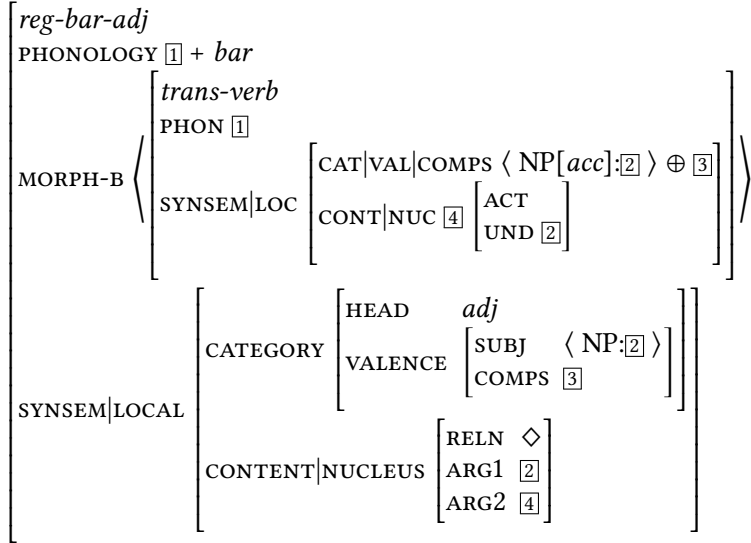 reg-bar-adj
PHONOLOGY 1 + bar
MORPH-B ⟨ trans-verb
PHON 1
SYNSEM|LOC CAT|VAL|COMPS ⟨ NP[acc]:2 ⟩ ⊕ 3
CONT|NUC 4 ACT
UND 2 ⟩
SYNSEM|LOCAL CATEGORY HEAD adj
VALENCE SUBJ ⟨ NP:2 ⟩
COMPS 3
CONTENT|NUCLEUS RELN ◇
ARG1 2
ARG2 4